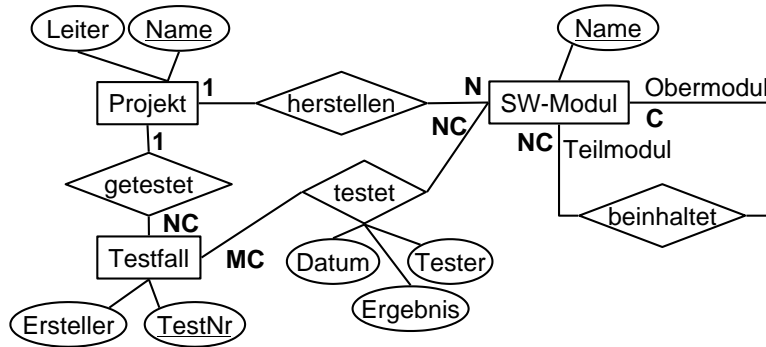 Leiter
Name
Name
Projekt
1
herstellen
N
SW-Modul
Obermodul
C
NC
NC
Teilmodul
1
getestet
testet
beinhaltet
NC
Testfall
MC
Datum
Tester
Ergebnis
Ersteller
TestNr